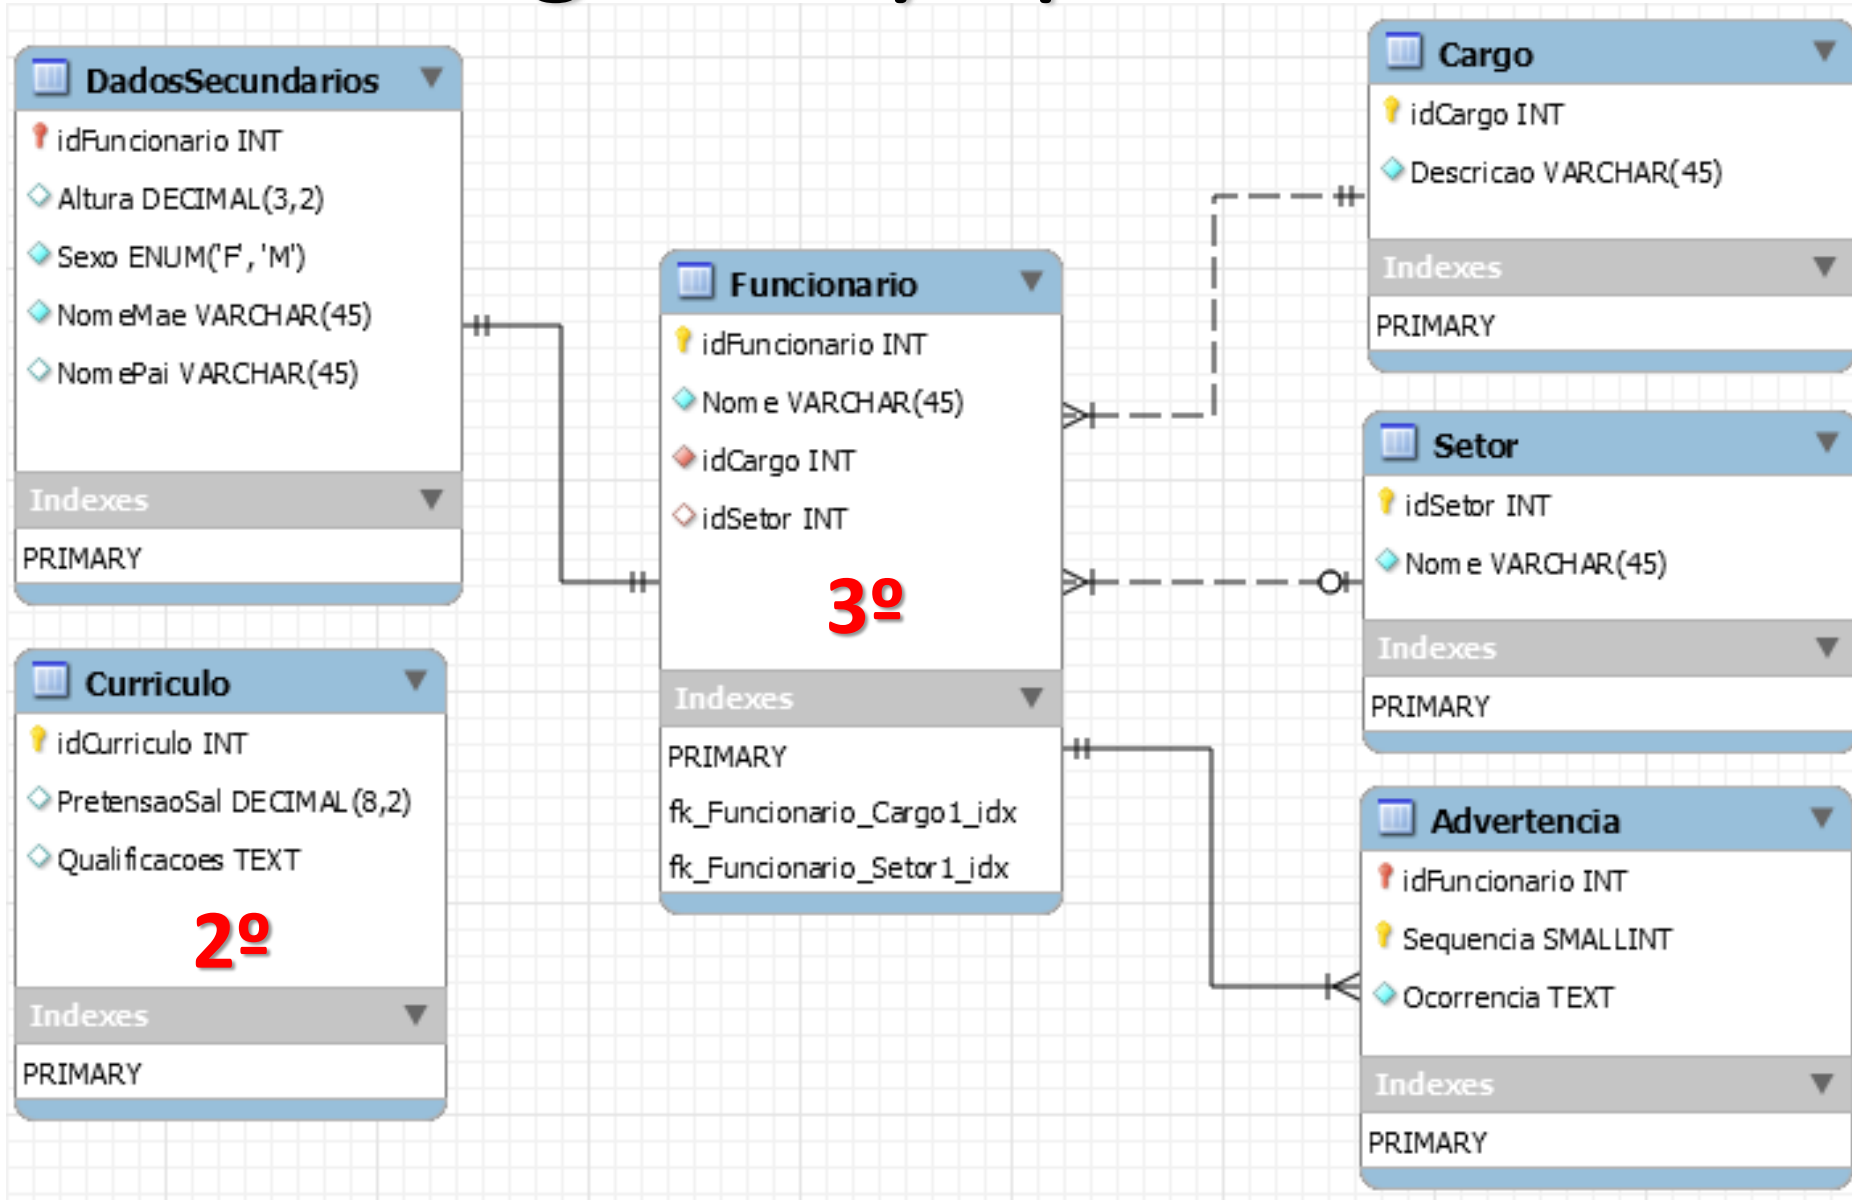 DadosSecundarios
idFuncionario INT
Altura DECIMAL(3,2)
Sexo ENUM('F', 'M')
NomeMae VARCHAR(45)
NomePai VARCHAR(45)
Indexes
PRIMARY
Curriculo
idCurriculo INT
PretensaoSal DECIMAL(8,2)
Qualificacoes TEXT
2º
Indexes
PRIMARY
Funcionario
idFuncionario INT
Nome VARCHAR(45)
idCargo INT
idSetor INT
3º
Indexes
PRIMARY
fk_Funcionario_Cargo1_idx
fk_Funcionario_Setor1_idx
Cargo
idCargo INT
Descricao VARCHAR(45)
Indexes
PRIMARY
Setor
idSetor INT
Nome VARCHAR(45)
Indexes
PRIMARY
Advertencia
idFuncionario INT
Sequencia SMALLINT
Ocorrencia TEXT
Indexes
PRIMARY